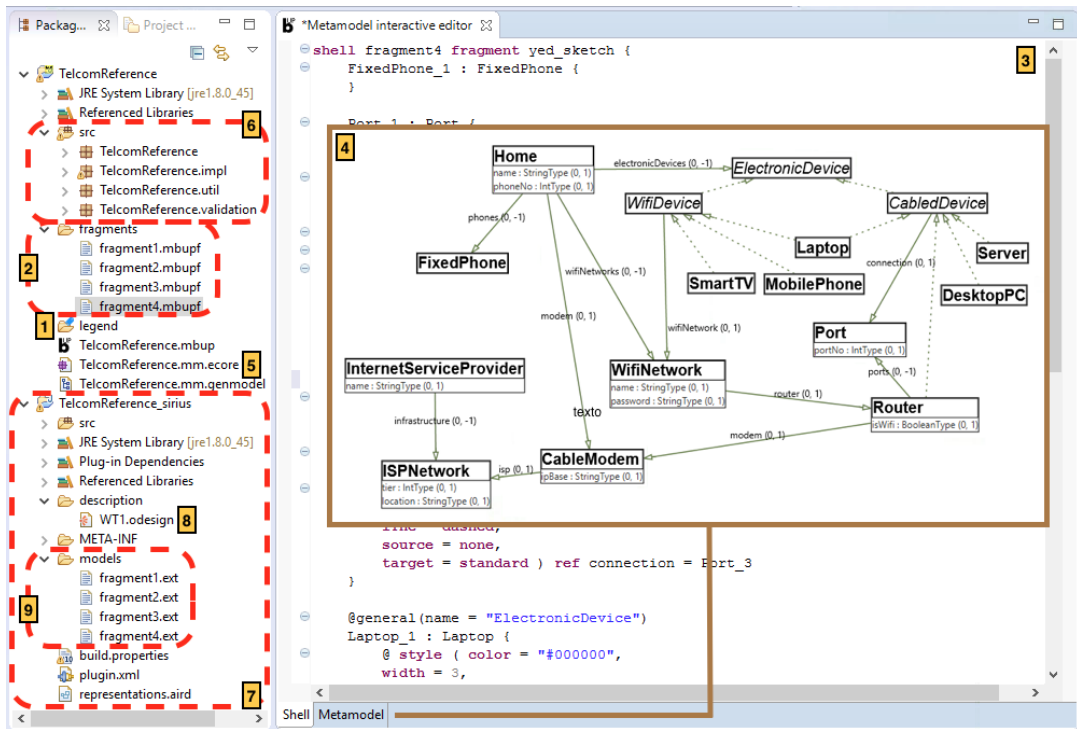 Packag...
Project ...
TelcomReference
JRE System Library [jre1.8.0_45]
Referenced Libraries
6
src
TelcomReference
TelcomReference.impl
TelcomReference.util
TelcomReference.validation
fragments
2
fragment1.mbupf
fragment2.mbupf
fragment3.mbupf
fragment4.mbupf
1
legend
TelcomReference.mbup
TelcomReference.mm.ecore
5
TelcomReference.mm.genmodel
TelcomReference_sirius
src
JRE System Library [jre1.8.0_45]
Plug-in Dependencies
Referenced Libraries
description
WT1.odesign
8
META-INF
models
9
fragment1.ext
fragment2.ext
fragment3.ext
fragment4.ext
build.properties
plugin.xml
representations.aird
7
*Metamodel interactive editor
3
shell fragment4 fragment yed_sketch {
FixedPhone_1 : FixedPhone {
}
Port 1 : Port {
4
Home
name : StringType (0, 1)
phoneNo : IntType (0, 1)
electronicDevices (0, -1)
ElectronicDevice
WifiDevice
CabledDevice
phones (0, -1)
FixedPhone
wifiNetworks (0, -1)
Laptop
connection (0, 1)
Server
SmartTV
MobilePhone
DesktopPC
modem (0, 1)
wifiNetwork (0, 1)
Port
portNo : IntType (0, 1)
InternetServiceProvider
name : StringType (0, 1)
WifiNetwork
name : StringType (0, 1)
password : StringType (0, 1)
ports (0, -1)
router (0, 1)
Router
isWifi : BooleanType (0, 1)
infrastructure (0, -1)
texto
modem (0, 1)
ISPNetwork
tier : IntType (0, 1)
location : StringType (0, 1)
isp (0, 1)
CableModem
ipBase : StringType (0, 1)
line = dashed,
source = none,
target = standard ) ref connection = Port_3
}
@general(name = "ElectronicDevice")
Laptop_1 : Laptop {
@ style ( color = "#000000",
width = 3,
Shell
Metamodel